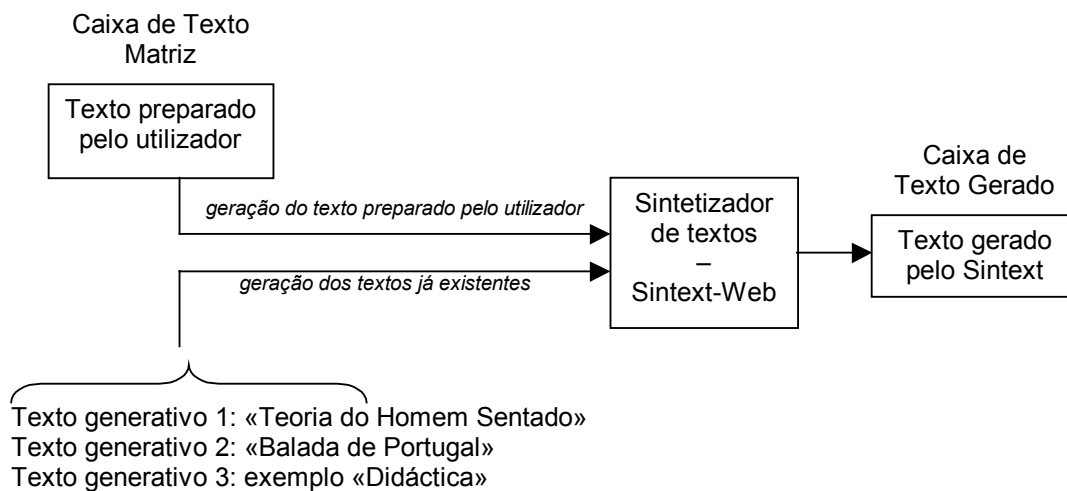 Caixa de Texto
Matriz
Texto preparado
pelo utilizador
geração do texto preparado pelo utilizador
geração dos textos já existentes
Sintetizador
de textos
–
Sintext-Web
Caixa de
Texto Gerado
Texto gerado
pelo Sintext
Texto generativo 1: «Teoria do Homem Sentado»
Texto generativo 2: «Balada de Portugal»
Texto generativo 3: exemplo «Didáctica»